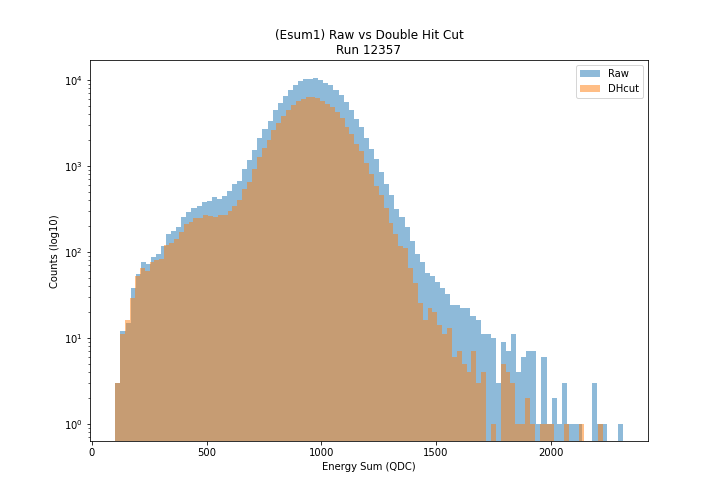 (Esum1) Raw vs Double Hit Cut
Run 12357
Raw
DHcut
Counts (log10)
10⁴
10³
10²
10¹
10⁰
0 500 1000 1500 2000
Energy Sum (QDC)